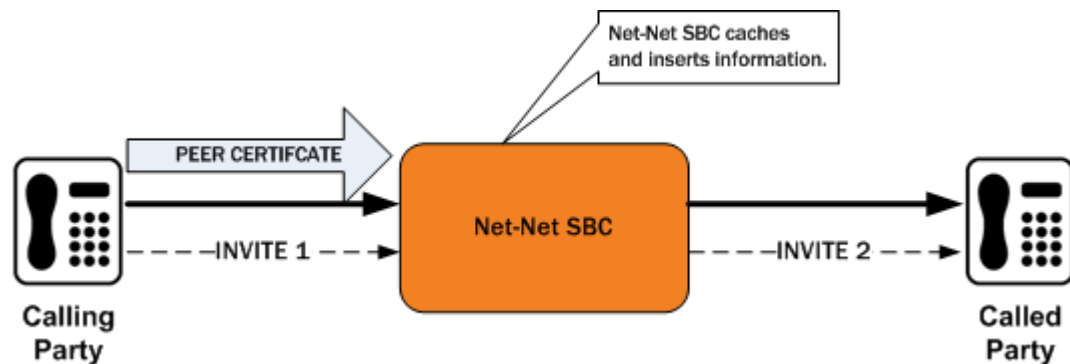 Net-Net SBC caches
and inserts information.
PEER CERTIFCATE
Net-Net SBC
INVITE 1
INVITE 2
Calling
Party
Called
Party